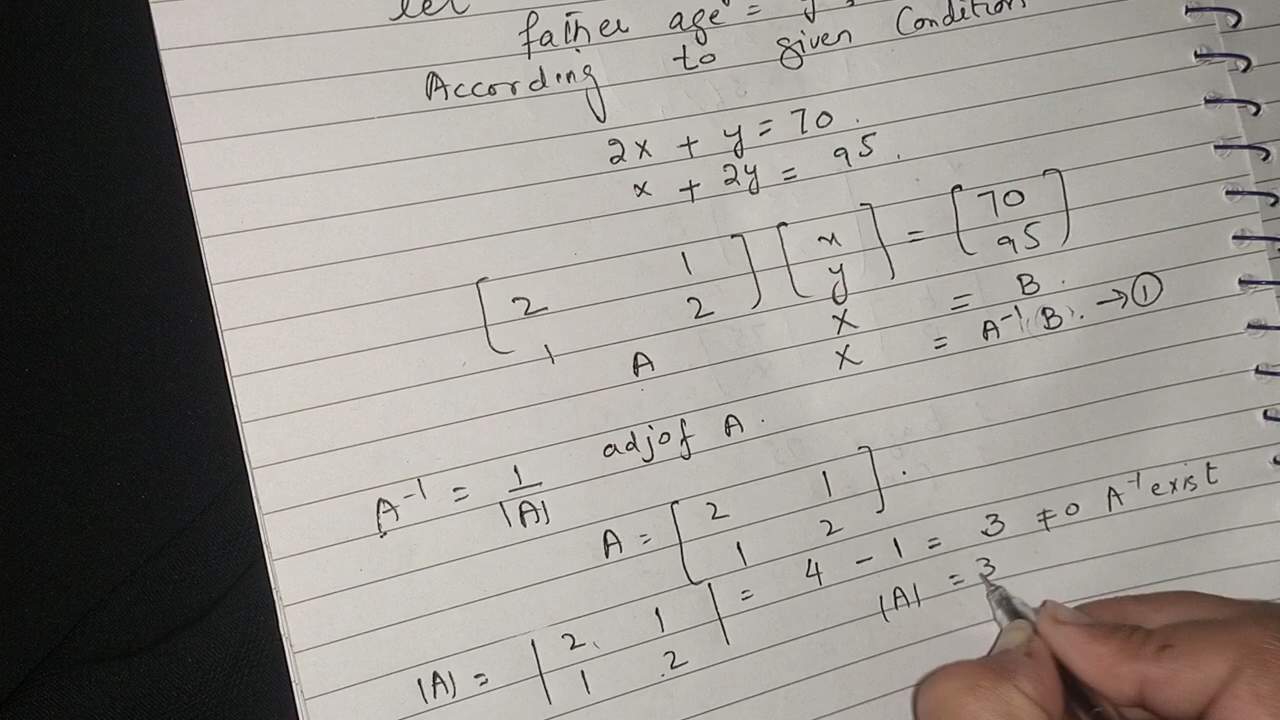 let
father age = y
According to given Condition
2x + y = 70.
x + 2y = 95.
[2 1
1 2] [x
y] = [70
95]
A X = B.
X = A⁻¹(B). → ①
A⁻¹ = 1/|A| adj of A.
A = [2 1
1 2].
|A| = |2 1
1 2| = 4 - 1 = 3 ≠ 0 A⁻¹ exist
|A| = 3